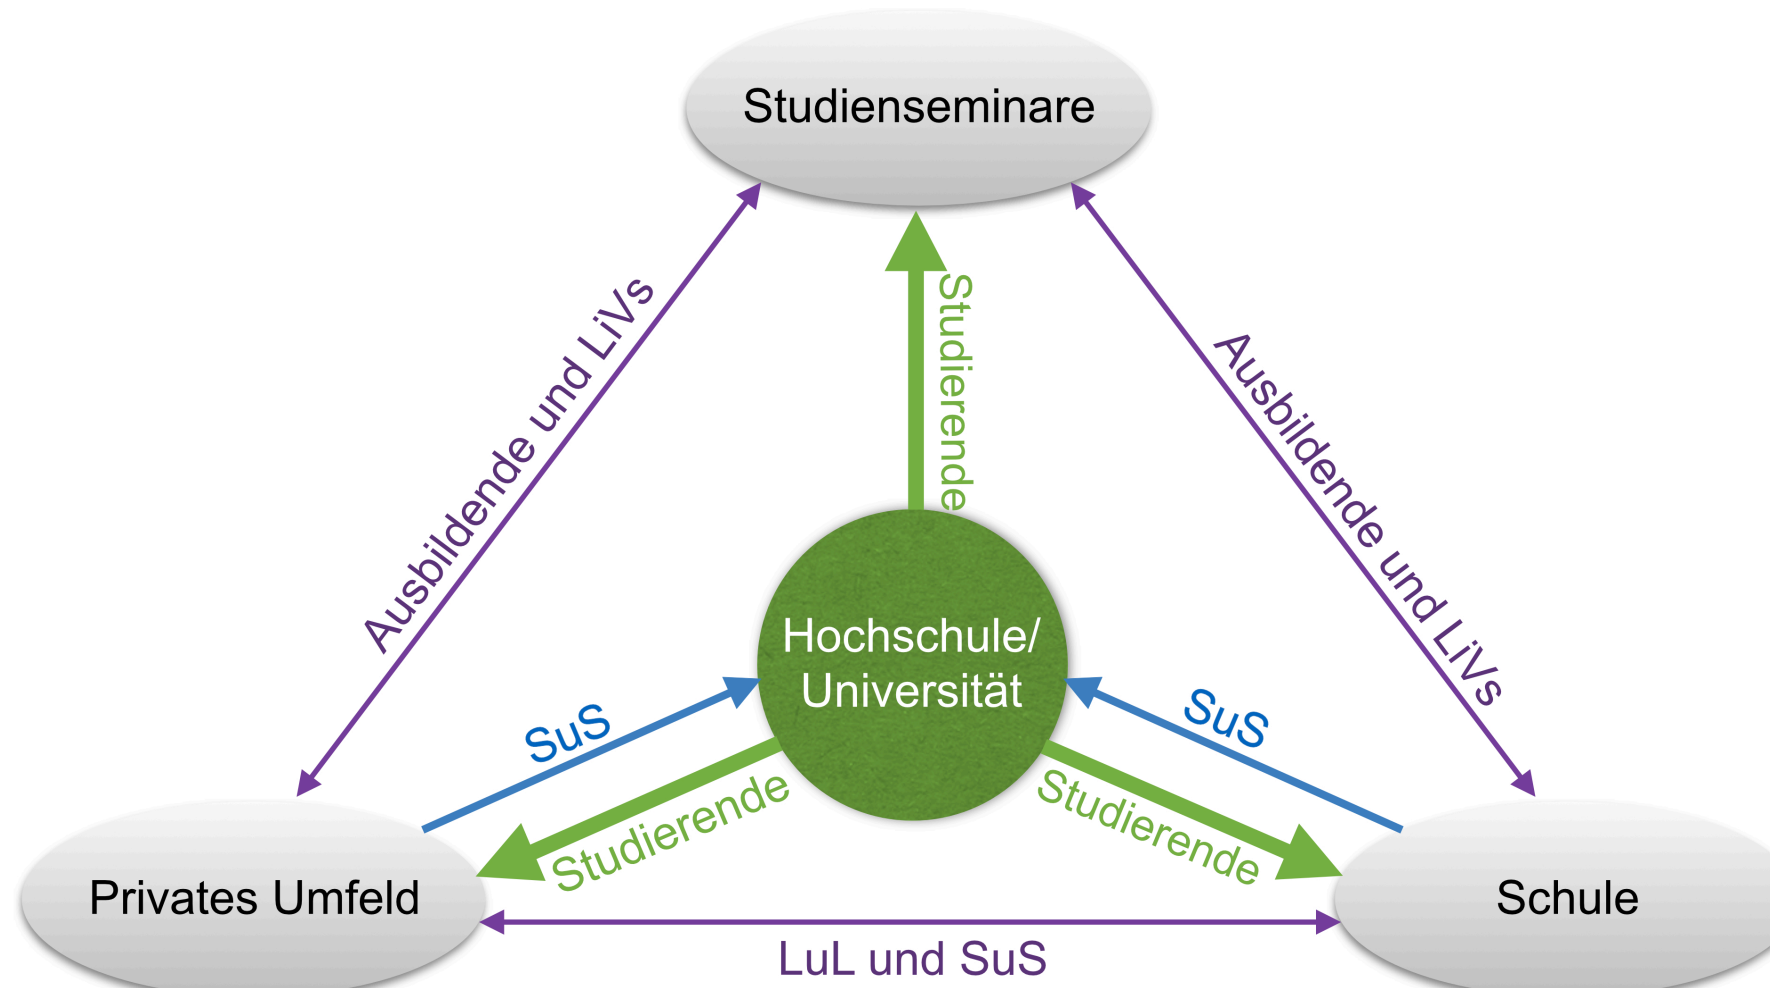 Studienseminare
Ausbildende und LiVs
Studierende
Ausbildende und LiVs
Hochschule/
Universität
SuS
SuS
Studierende
Studierende
Privates Umfeld
Schule
LuL und SuS